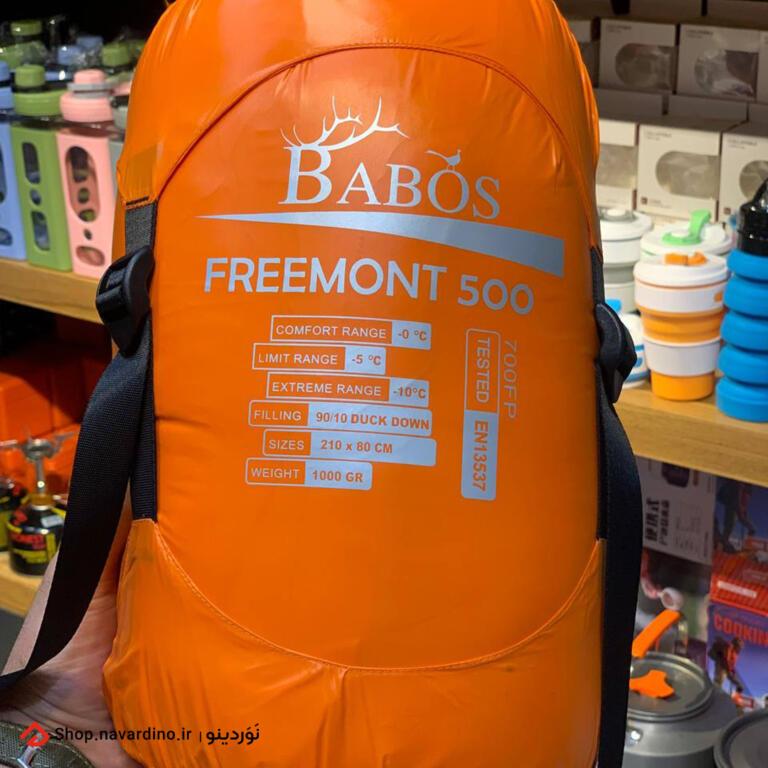 BABOS
FREEMONT 500
COMFORT RANGE -0 °C
LIMIT RANGE -5 °C
EXTREME RANGE -10°C
FILLING 90/10 DUCK DOWN
SIZES 210 x 80 CM
WEIGHT 1000 GR
700FP
TESTED EN13537
COOKIN
Shop.navardino.ir | نَوَردینو